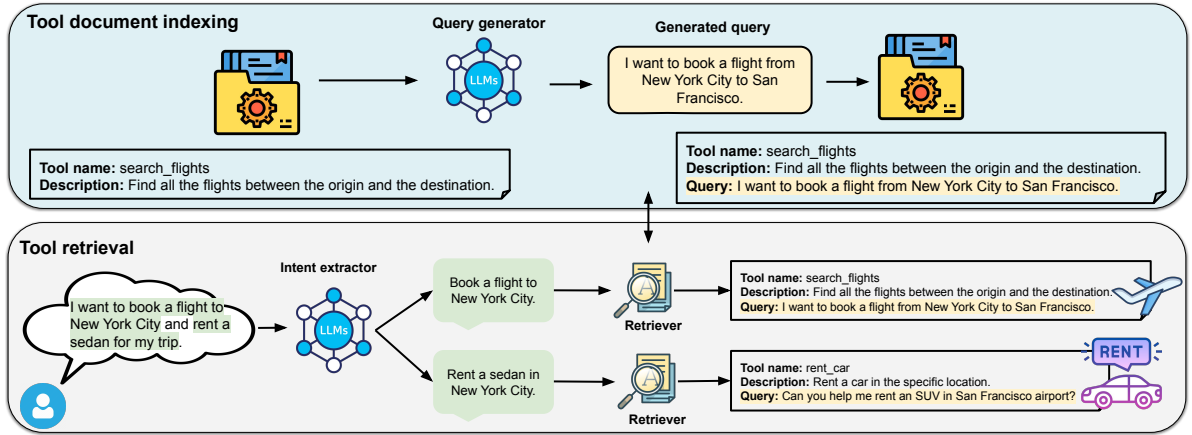 Tool document indexing
Query generator
Generated query
LLMs
I want to book a flight from
New York City to San
Francisco.
Tool name: search_flights
Description: Find all the flights between the origin and the destination.
Tool name: search_flights
Description: Find all the flights between the origin and the destination.
Query: I want to book a flight from New York City to San Francisco.
Tool retrieval
I want to book a flight to
New York City and rent a
sedan for my trip.
Intent extractor
LLMs
Book a flight to
New York City.
A
Retriever
Tool name: search_flights
Description: Find all the flights between the origin and the destination.
Query: I want to book a flight from New York City to San Francisco.
Rent a sedan in
New York City.
A
Retriever
RENT
Tool name: rent_car
Description: Rent a car in the specific location.
Query: Can you help me rent an SUV in San Francisco airport?